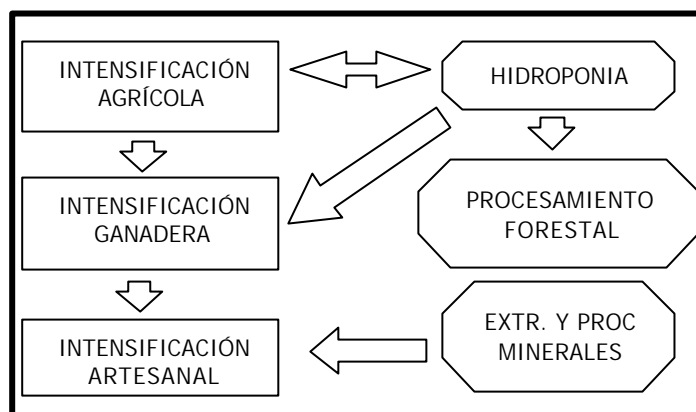 INTENSIFICACIÓN
AGRÍCOLA
HIDROPONIA
INTENSIFICACIÓN
GANADERA
PROCESAMIENTO
FORESTAL
INTENSIFICACIÓN
ARTESANAL
EXTR. Y PROC
MINERALES